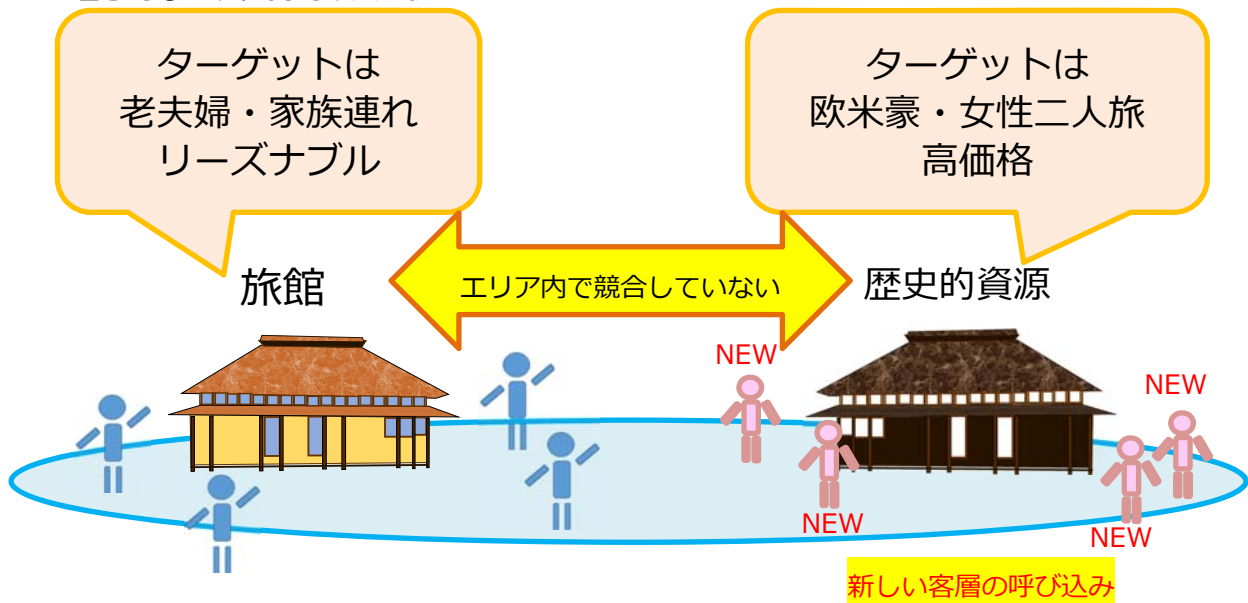 ターゲットは
老夫婦・家族連れ
リーズナブル
ターゲットは
欧米豪・女性二人旅
高価格
旅館
エリア内で競合していない
歴史的資源
NEW
NEW
NEW
NEW
新しい客層の呼び込み